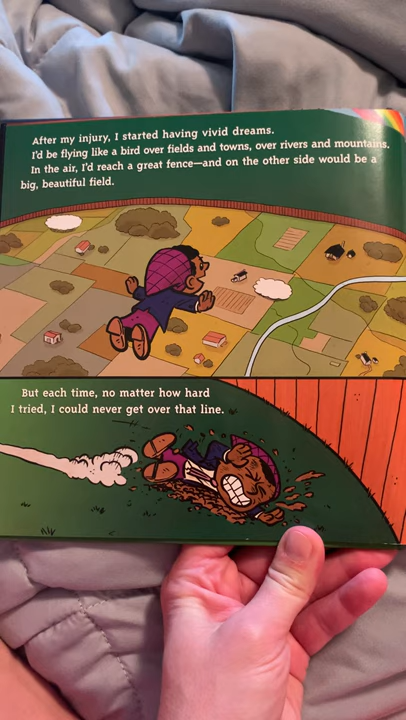 After my injury, I started having vivid dreams.
I'd be flying like a bird over fields and towns, over rivers and mountains.
In the air, I'd reach a great fence—and on the other side would be a
big, beautiful field.
But each time, no matter how hard
I tried, I could never get over that line.